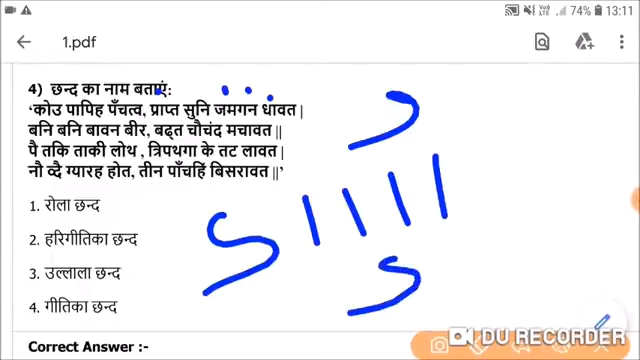 74% 13:11
1.pdf
4) छन्द का नाम बताएं:
‘कोउ पापिह पँचत्व, प्राप्त सुनि जमगन धावत |
बनि बनि बावन बीर, बढ़त चौचंद मचावत ||
पै तकि ताकी लोथ , त्रिपथगा के तट लावत |
नौ व्दै ग्यारह होत, तीन पाँचहिं बिसरावत ||’
1. रोला छन्द
2. हरिगीतिका छन्द
3. उल्लाला छन्द
4. गीतिका छन्द
Correct Answer :-
DU RECORDER